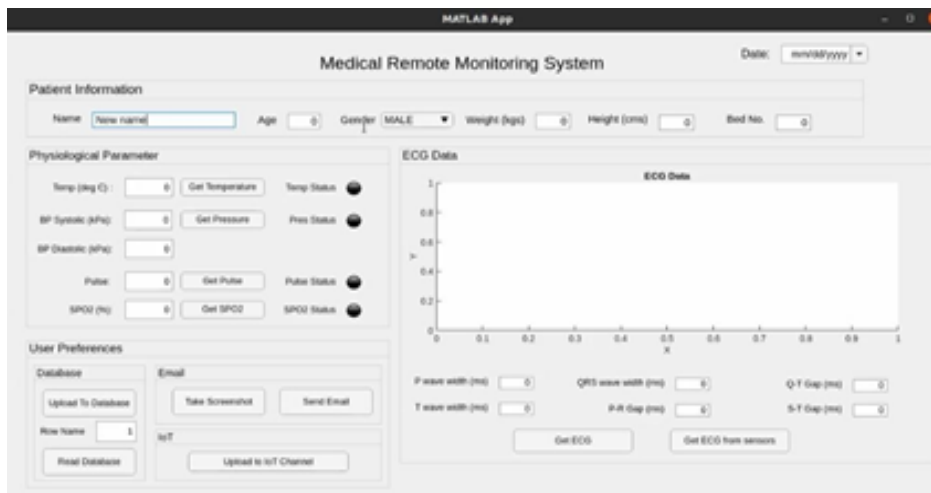 MATLAB App
Medical Remote Monitoring System
Date: mm/dd/yyyy
Patient Information
Name New name Age 0 Gender MALE Weight (kgs) 0 Height (cms) 0 Bed No. 0
Physiological Parameter
Temp (deg C) : 0 Get Temperature Temp Status
BP Systolic (kPa): 0 Get Pressure Pres Status
BP Diastolic (kPa): 0
Pulse: 0 Get Pulse Pulse Status
SPO2 (%): 0 Get SPO2 SPO2 Status
ECG Data
ECG Data
1
0.8
0.6
0.4
0.2
0
Y
0 0.1 0.2 0.3 0.4 0.5 0.6 0.7 0.8 0.9 1
X
P wave width (ms) 0 QRS wave width (ms) 0 Q-T Gap (ms) 0
T wave width (ms) 0 P-R Gap (ms) 0 S-T Gap (ms) 0
Get ECG Get ECG from sensors
User Preferences
Database
Upload To Database
Row Name 1
Read Database
Email
Take Screenshot Send Email
IoT
Upload to IoT Channel